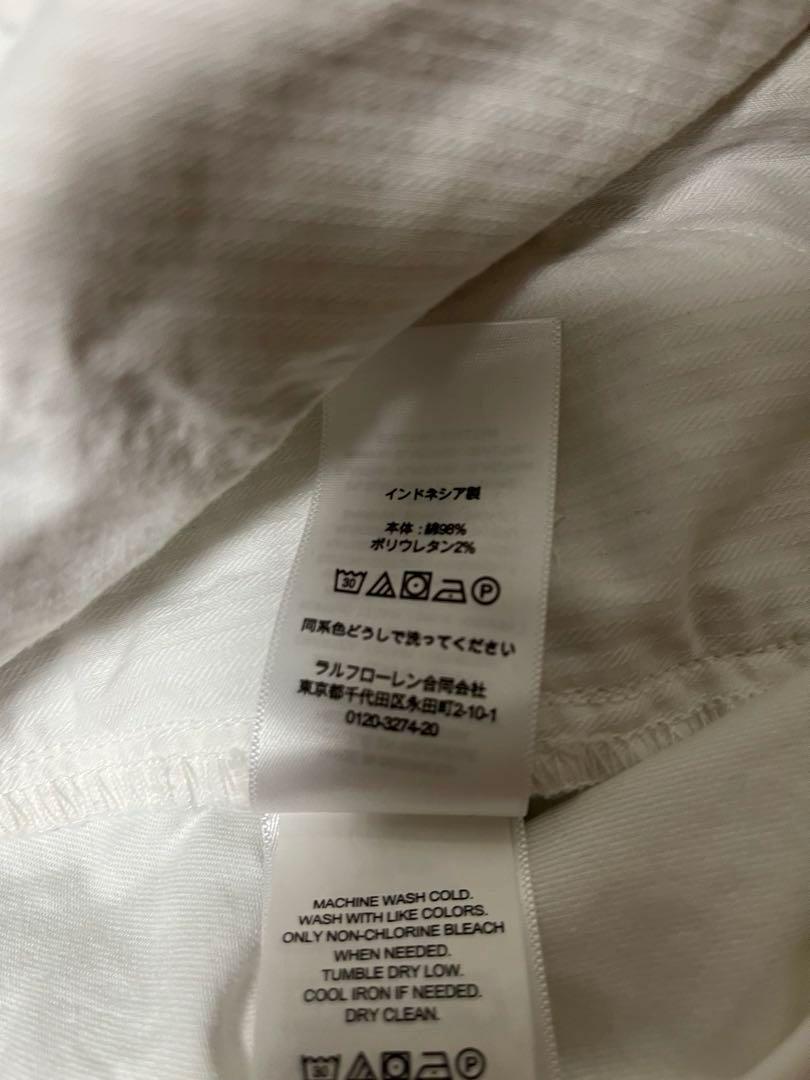 インドネシア製
本体：綿98%
ポリウレタン2%
30 P
同系色どうしで洗ってください
ラルフローレン合同会社
東京都千代田区永田町2-10-1
0120-3274-20
MACHINE WASH COLD.
WASH WITH LIKE COLORS.
ONLY NON-CHLORINE BLEACH
WHEN NEEDED.
TUMBLE DRY LOW.
COOL IRON IF NEEDED.
DRY CLEAN.
30 P